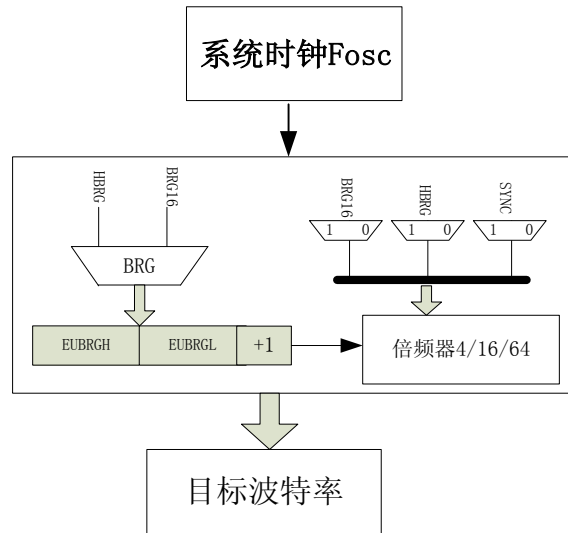 系统时钟Fosc
HBRG
BRG16
BRG16
HBRG
SYNC
1 0
1 0
1 0
BRG
EUBRGH
EUBRGL
+1
倍频器4/16/64
目标波特率